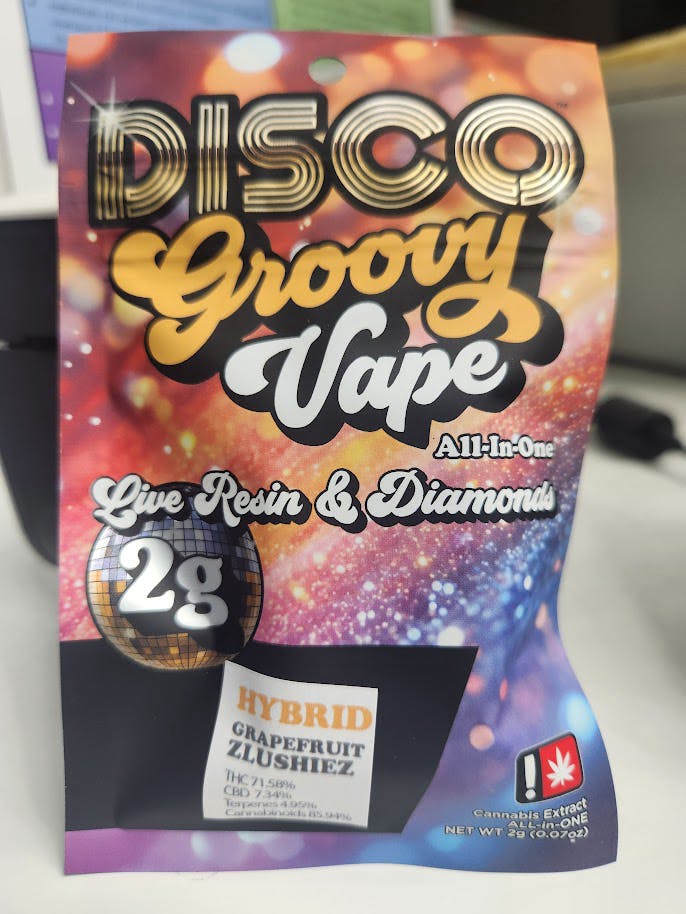 DISCO
Groovy
Vape
All-In-One
Live Resin & Diamonds
2g
HYBRID
GRAPEFRUIT
ZLUSHIEZ
THC 71.58%
CBD 7.34%
Terpenes 4.95%
Cannabinoids 85.94%
!
Cannabis Extract
ALL-in-ONE
NET WT 2g (0.07oz)